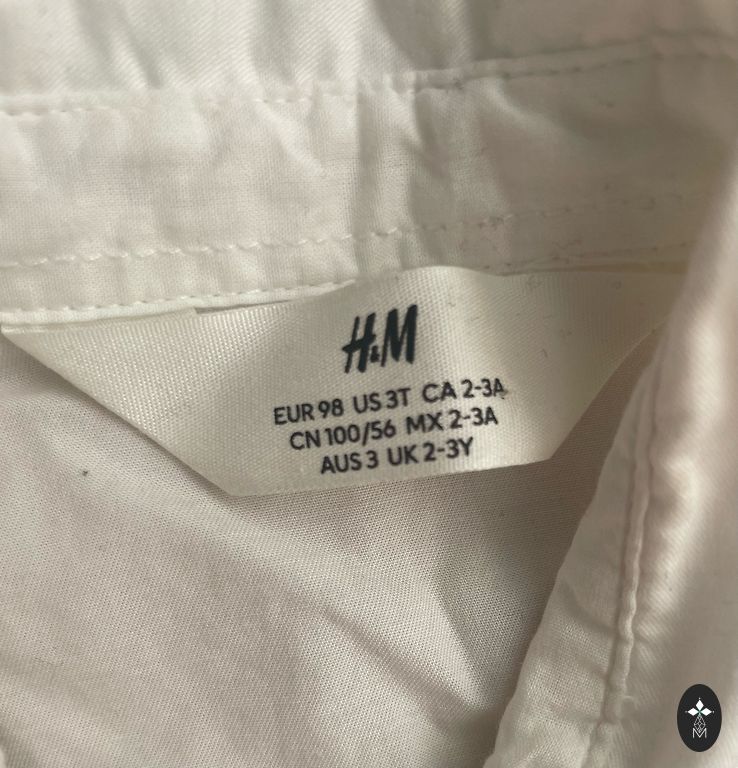 H&M
EUR 98 US 3T CA 2-3A
CN 100/56 MX 2-3A
AUS 3 UK 2-3Y
M